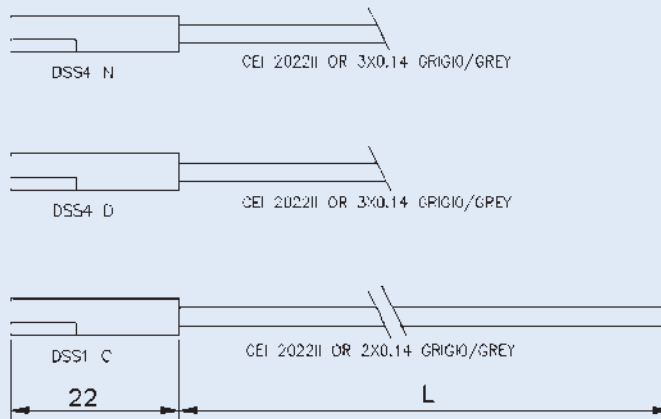 DSS4 N
CEI 2022II OR 3X0.14 GRIGIO/GREY
DSS4 D
CEI 2022II OR 3X0.14 GRIGIO/GREY
DSS1 C
CEI 2022II OR 2X0.14 GRIGIO/GREY
22
L